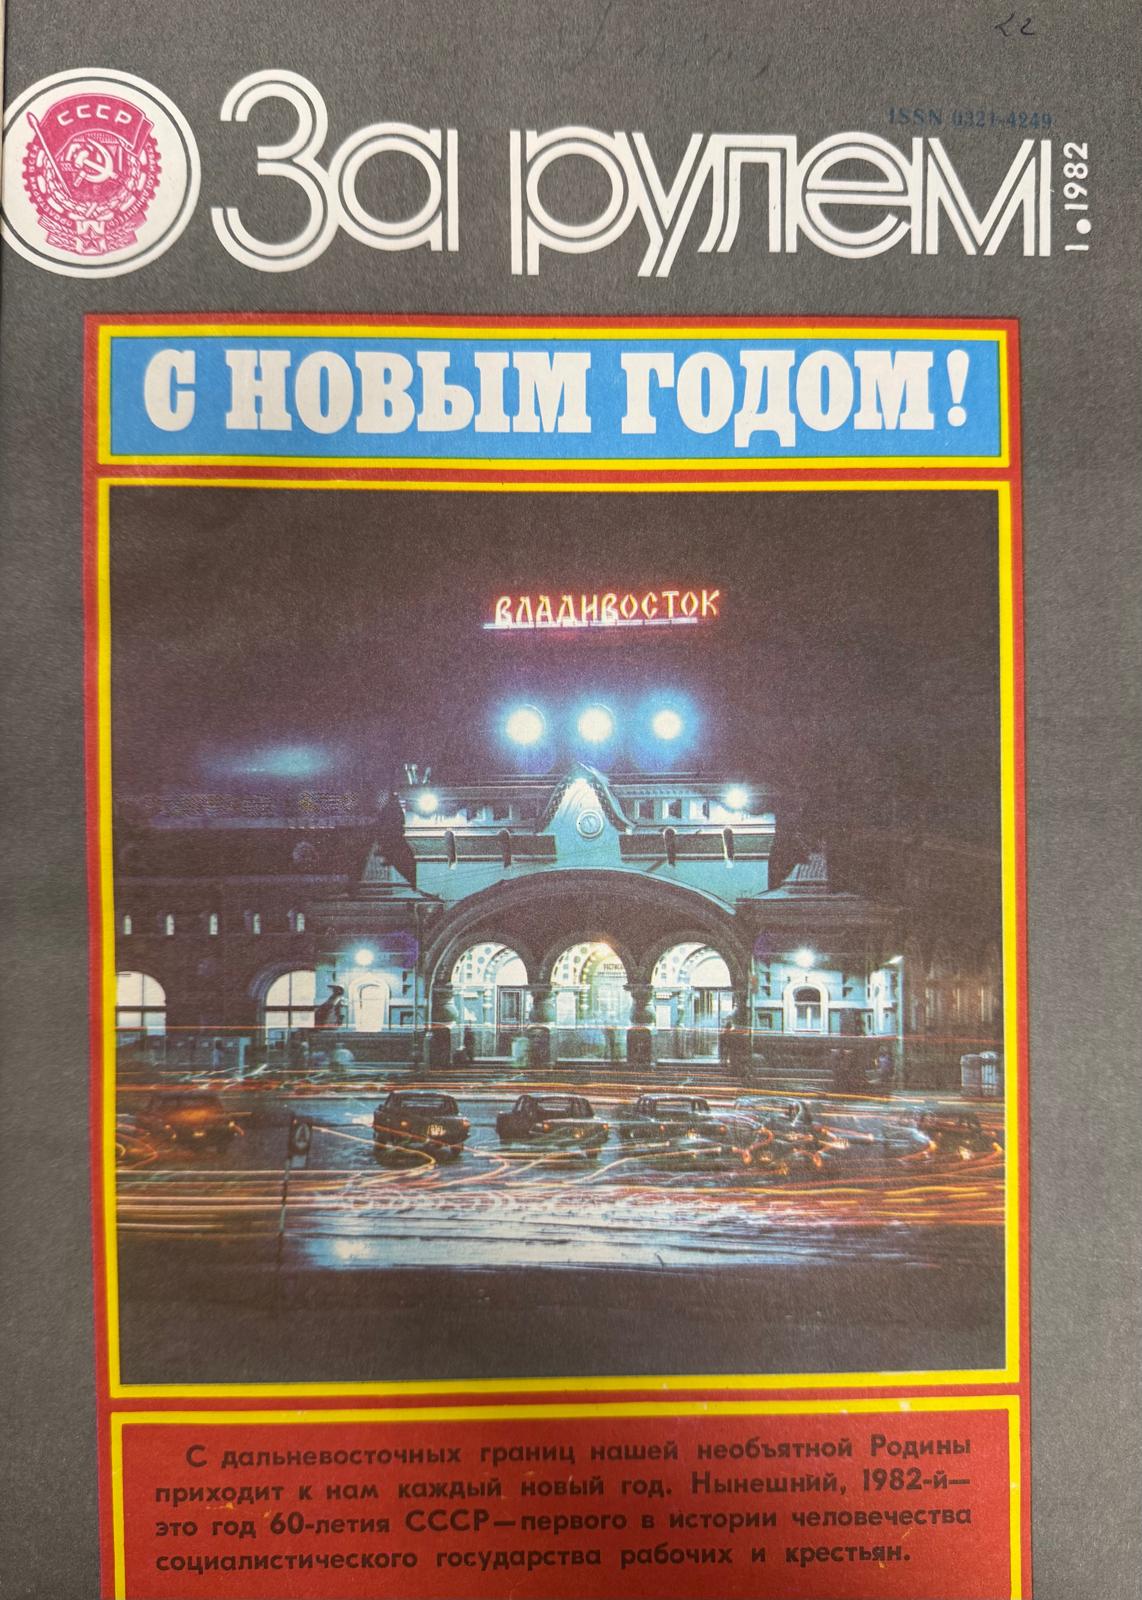 СССР
За рулем
ISSN 0321-4249
1•1982
С НОВЫМ ГОДОМ!
ВЛАДИВОСТОК
С дальневосточных границ нашей необъятной Родины
приходит к нам каждый новый год. Нынешний, 1982-й—
это год 60-летия СССР—первого в истории человечества
социалистического государства рабочих и крестьян.